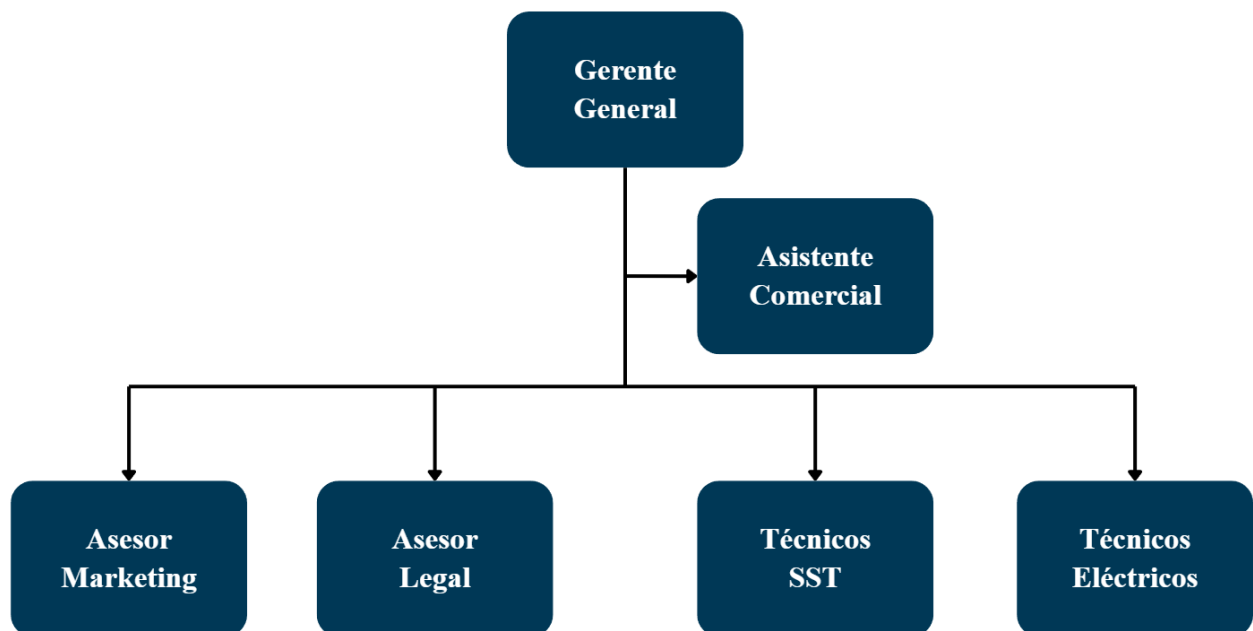 Gerente
General
Asistente
Comercial
Asesor
Marketing
Asesor
Legal
Técnicos
SST
Técnicos
Eléctricos